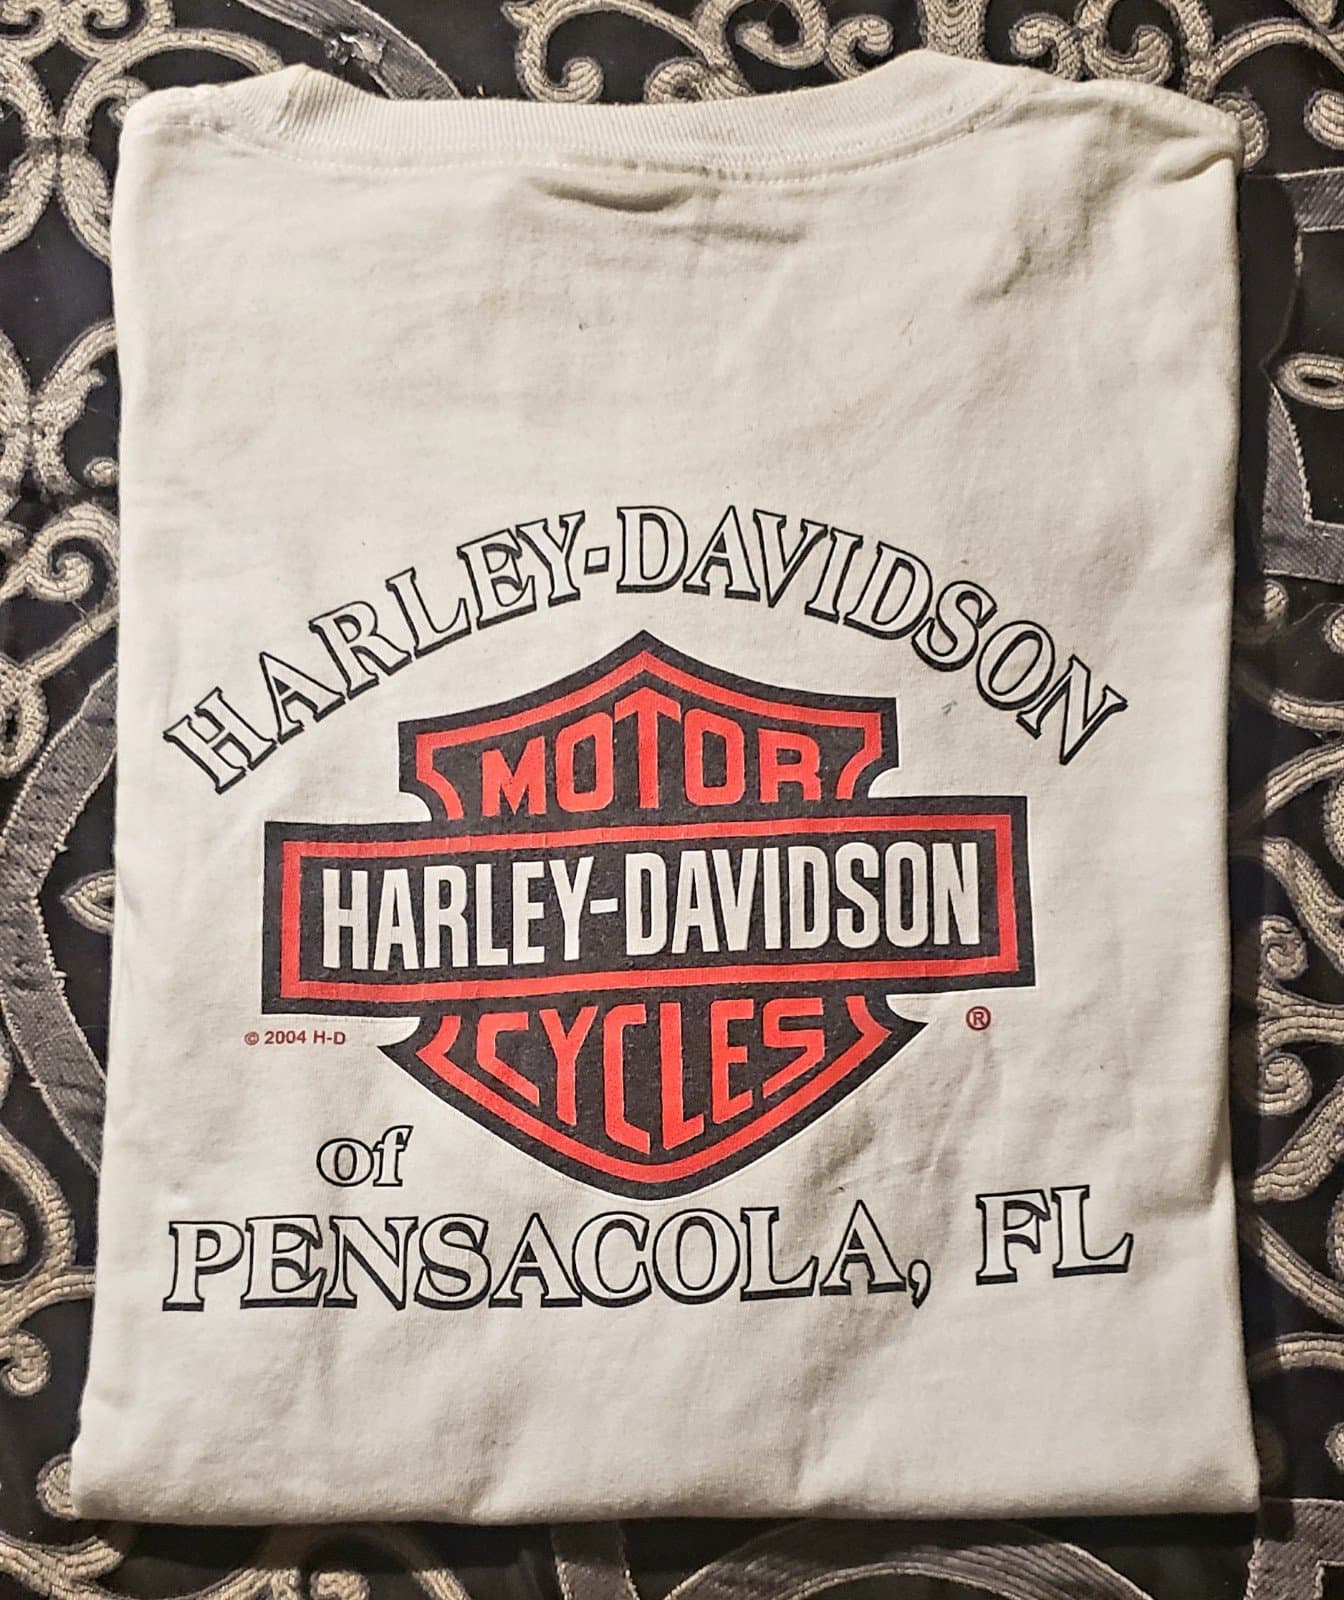 HARLEY-DAVIDSON
MOTOR
HARLEY-DAVIDSON
CYCLES
®
© 2004 H-D
of
PENSACOLA, FL